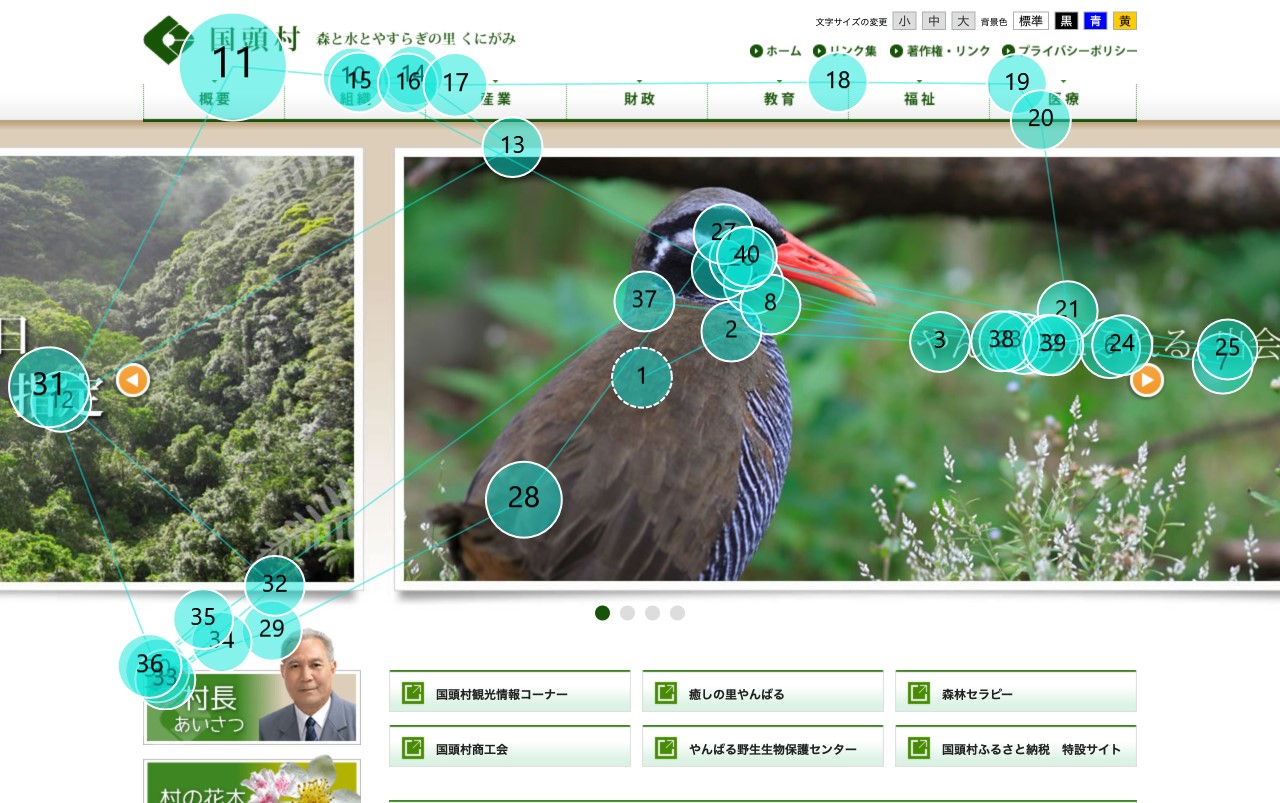 国頭村 森と水とやすらぎの里 くにがみ
文字サイズの変更 小 中 大 背景色 標準 黒 青 黄
ホーム リンク集 著作権・リンク プライバシーポリシー
概要 組織 産業 財政 教育 福祉 医療
11
10
15
14
16
17
18
19
20
13
27
40
37
8
2
1
21
3
38
39
24
25
7
日
指定
31
12
28
32
29
35
34
36
33
村長
あいさつ
村の花木
国頭村観光情報コーナー
癒しの里やんばる
森林セラピー
国頭村商工会
やんばる野生生物保護センター
国頭村ふるさと納税 特設サイト